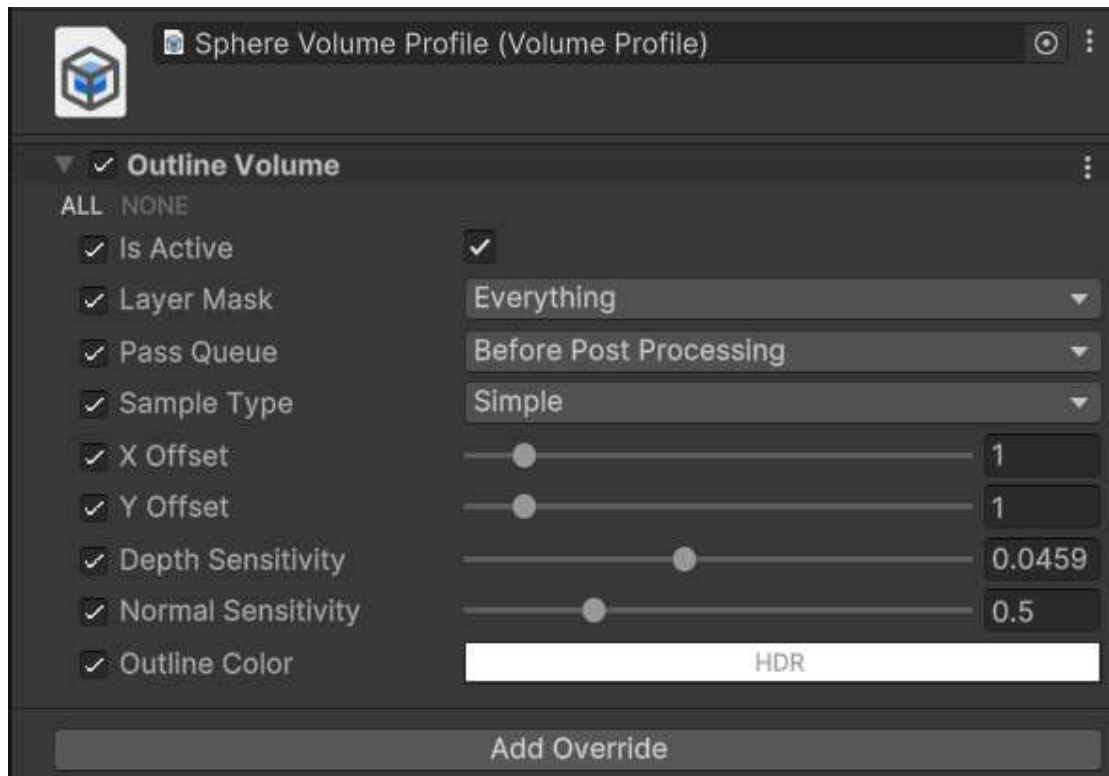 Sphere Volume Profile (Volume Profile)
Outline Volume
ALL NONE
Is Active
Layer Mask Everything
Pass Queue Before Post Processing
Sample Type Simple
X Offset 1
Y Offset 1
Depth Sensitivity 0.0459
Normal Sensitivity 0.5
Outline Color HDR
Add Override